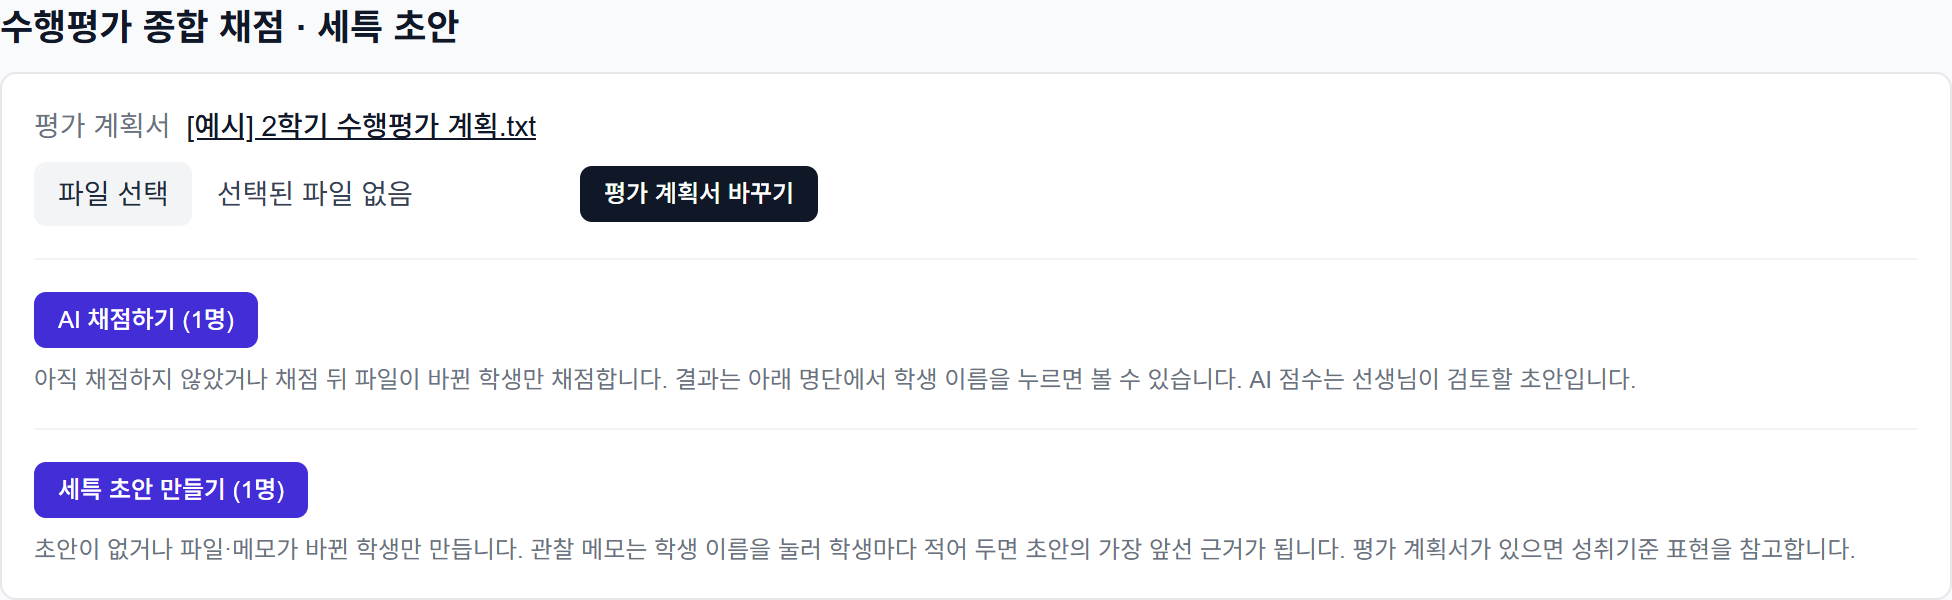 수행평가 종합 채점 · 세특 초안
평가 계획서 [예시] 2학기 수행평가 계획.txt
파일 선택 선택된 파일 없음 평가 계획서 바꾸기
AI 채점하기 (1명)
아직 채점하지 않았거나 채점 뒤 파일이 바뀐 학생만 채점합니다. 결과는 아래 명단에서 학생 이름을 누르면 볼 수 있습니다. AI 점수는 선생님이 검토할 초안입니다.
세특 초안 만들기 (1명)
초안이 없거나 파일·메모가 바뀐 학생만 만듭니다. 관찰 메모는 학생 이름을 눌러 학생마다 적어 두면 초안의 가장 앞선 근거가 됩니다. 평가 계획서가 있으면 성취기준 표현을 참고합니다.